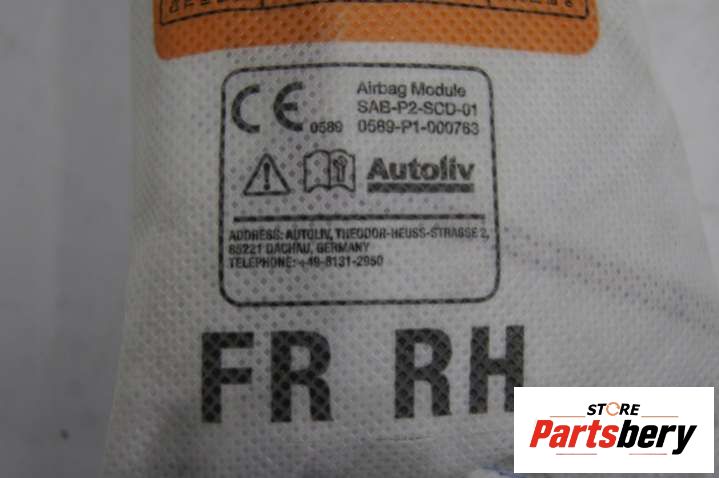 CE 0589
Airbag Module
SAB-P2-SCD-01
0589-P1-000763
Autoliv
ADDRESS: AUTOLIV, THEODOR-HEUSS-STRASSE 2,
85221 DACHAU, GERMANY
TELEPHONE: +49-8131-2950
FR RH
STORE
Partsbery